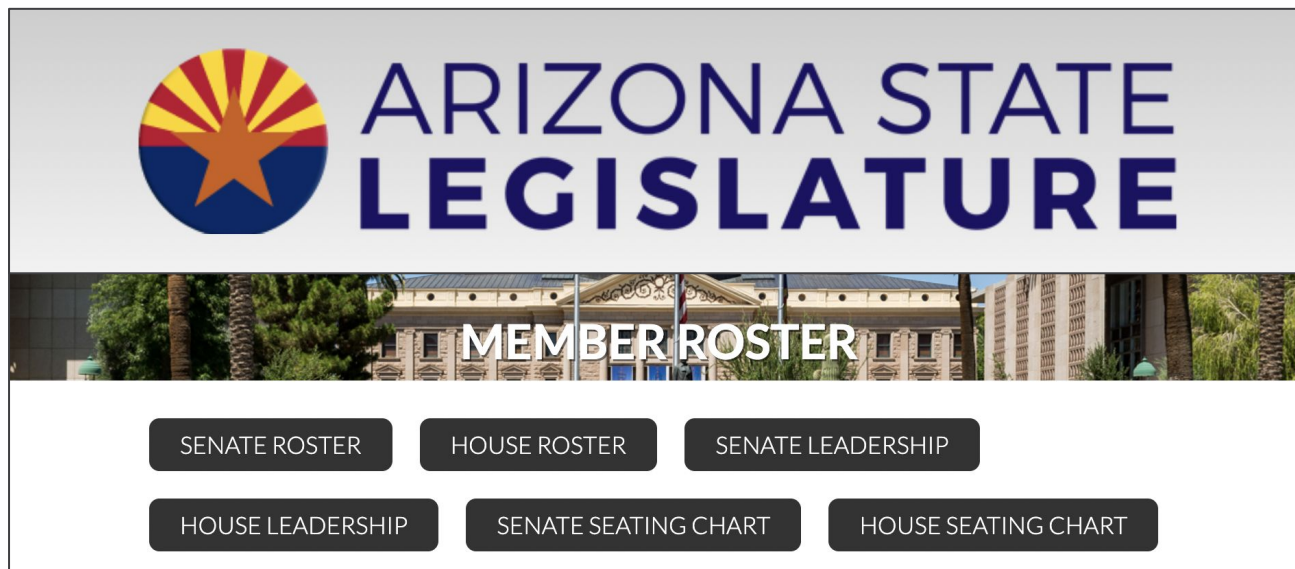 ARIZONA STATE
LEGISLATURE
MEMBER ROSTER
SENATE ROSTER
HOUSE ROSTER
SENATE LEADERSHIP
HOUSE LEADERSHIP
SENATE SEATING CHART
HOUSE SEATING CHART